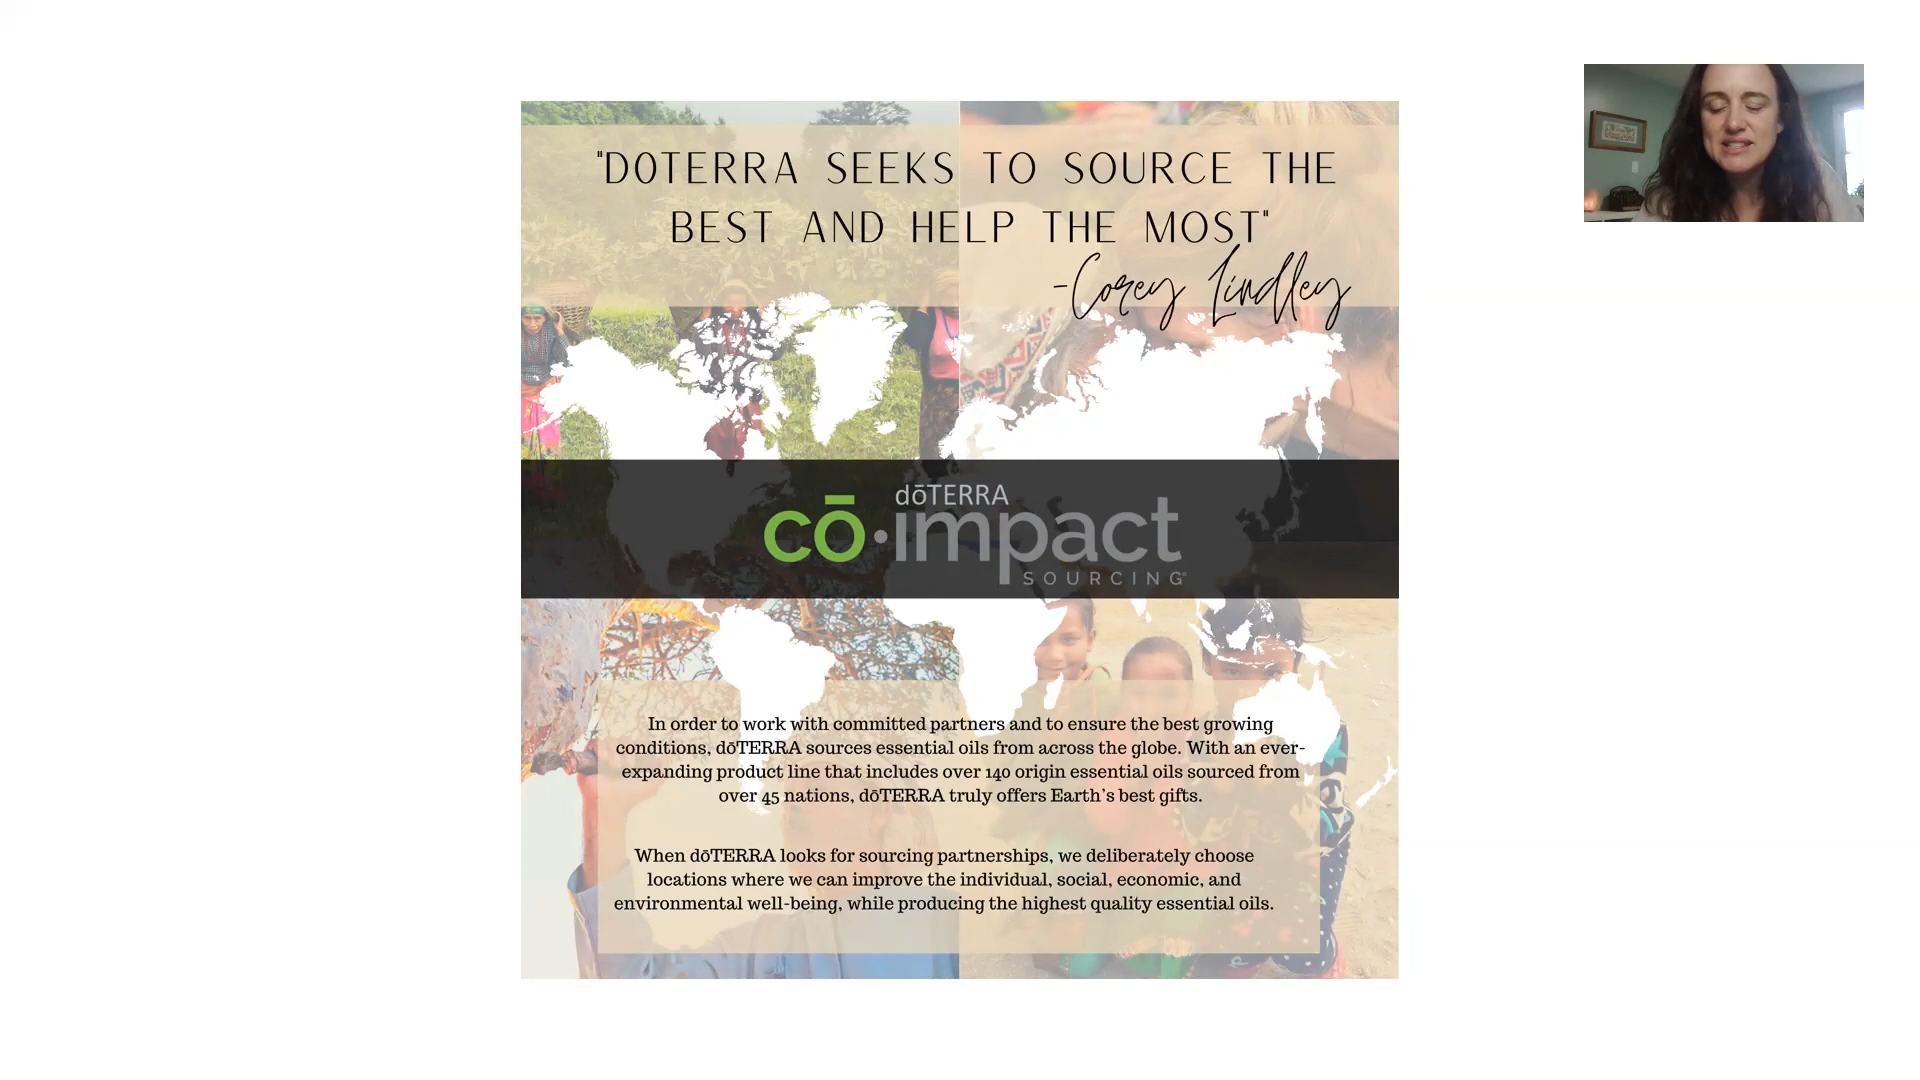 "DOTERRA SEEKS TO SOURCE THE
BEST AND HELP THE MOST"
-Corey Lindley
dōTERRA
cō·impact
SOURCING®
In order to work with committed partners and to ensure the best growing
conditions, dōTERRA sources essential oils from across the globe. With an ever-
expanding product line that includes over 140 origin essential oils sourced from
over 45 nations, dōTERRA truly offers Earth's best gifts.
When dōTERRA looks for sourcing partnerships, we deliberately choose
locations where we can improve the individual, social, economic, and
environmental well-being, while producing the highest quality essential oils.